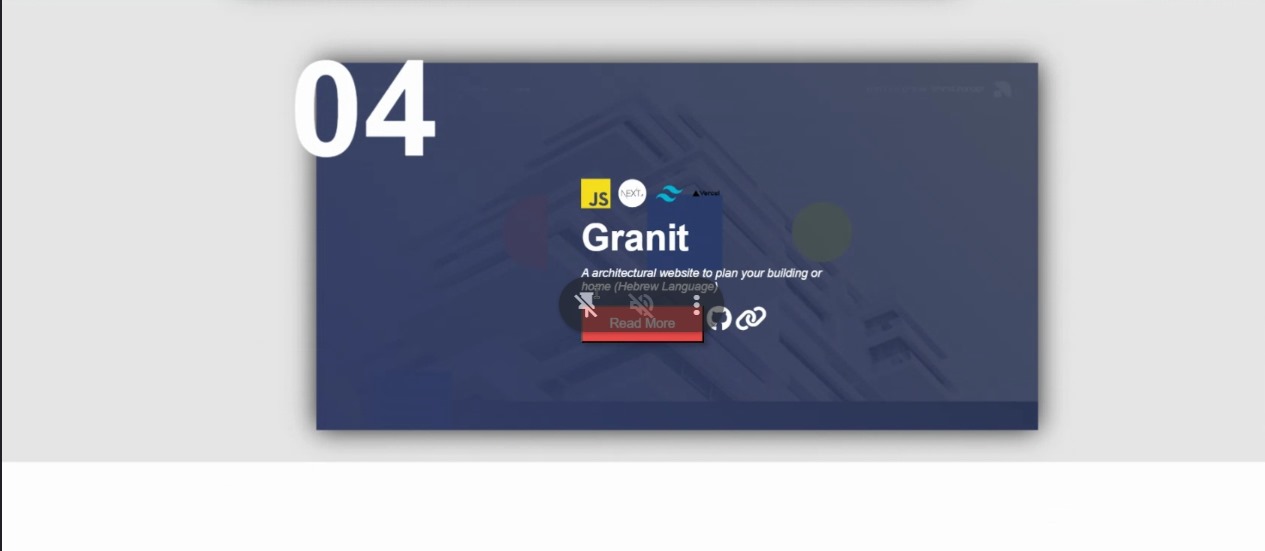 04
JS
NEXT.
Vercel
Granit
A architectural website to plan your building or
home (Hebrew Language)
Read More